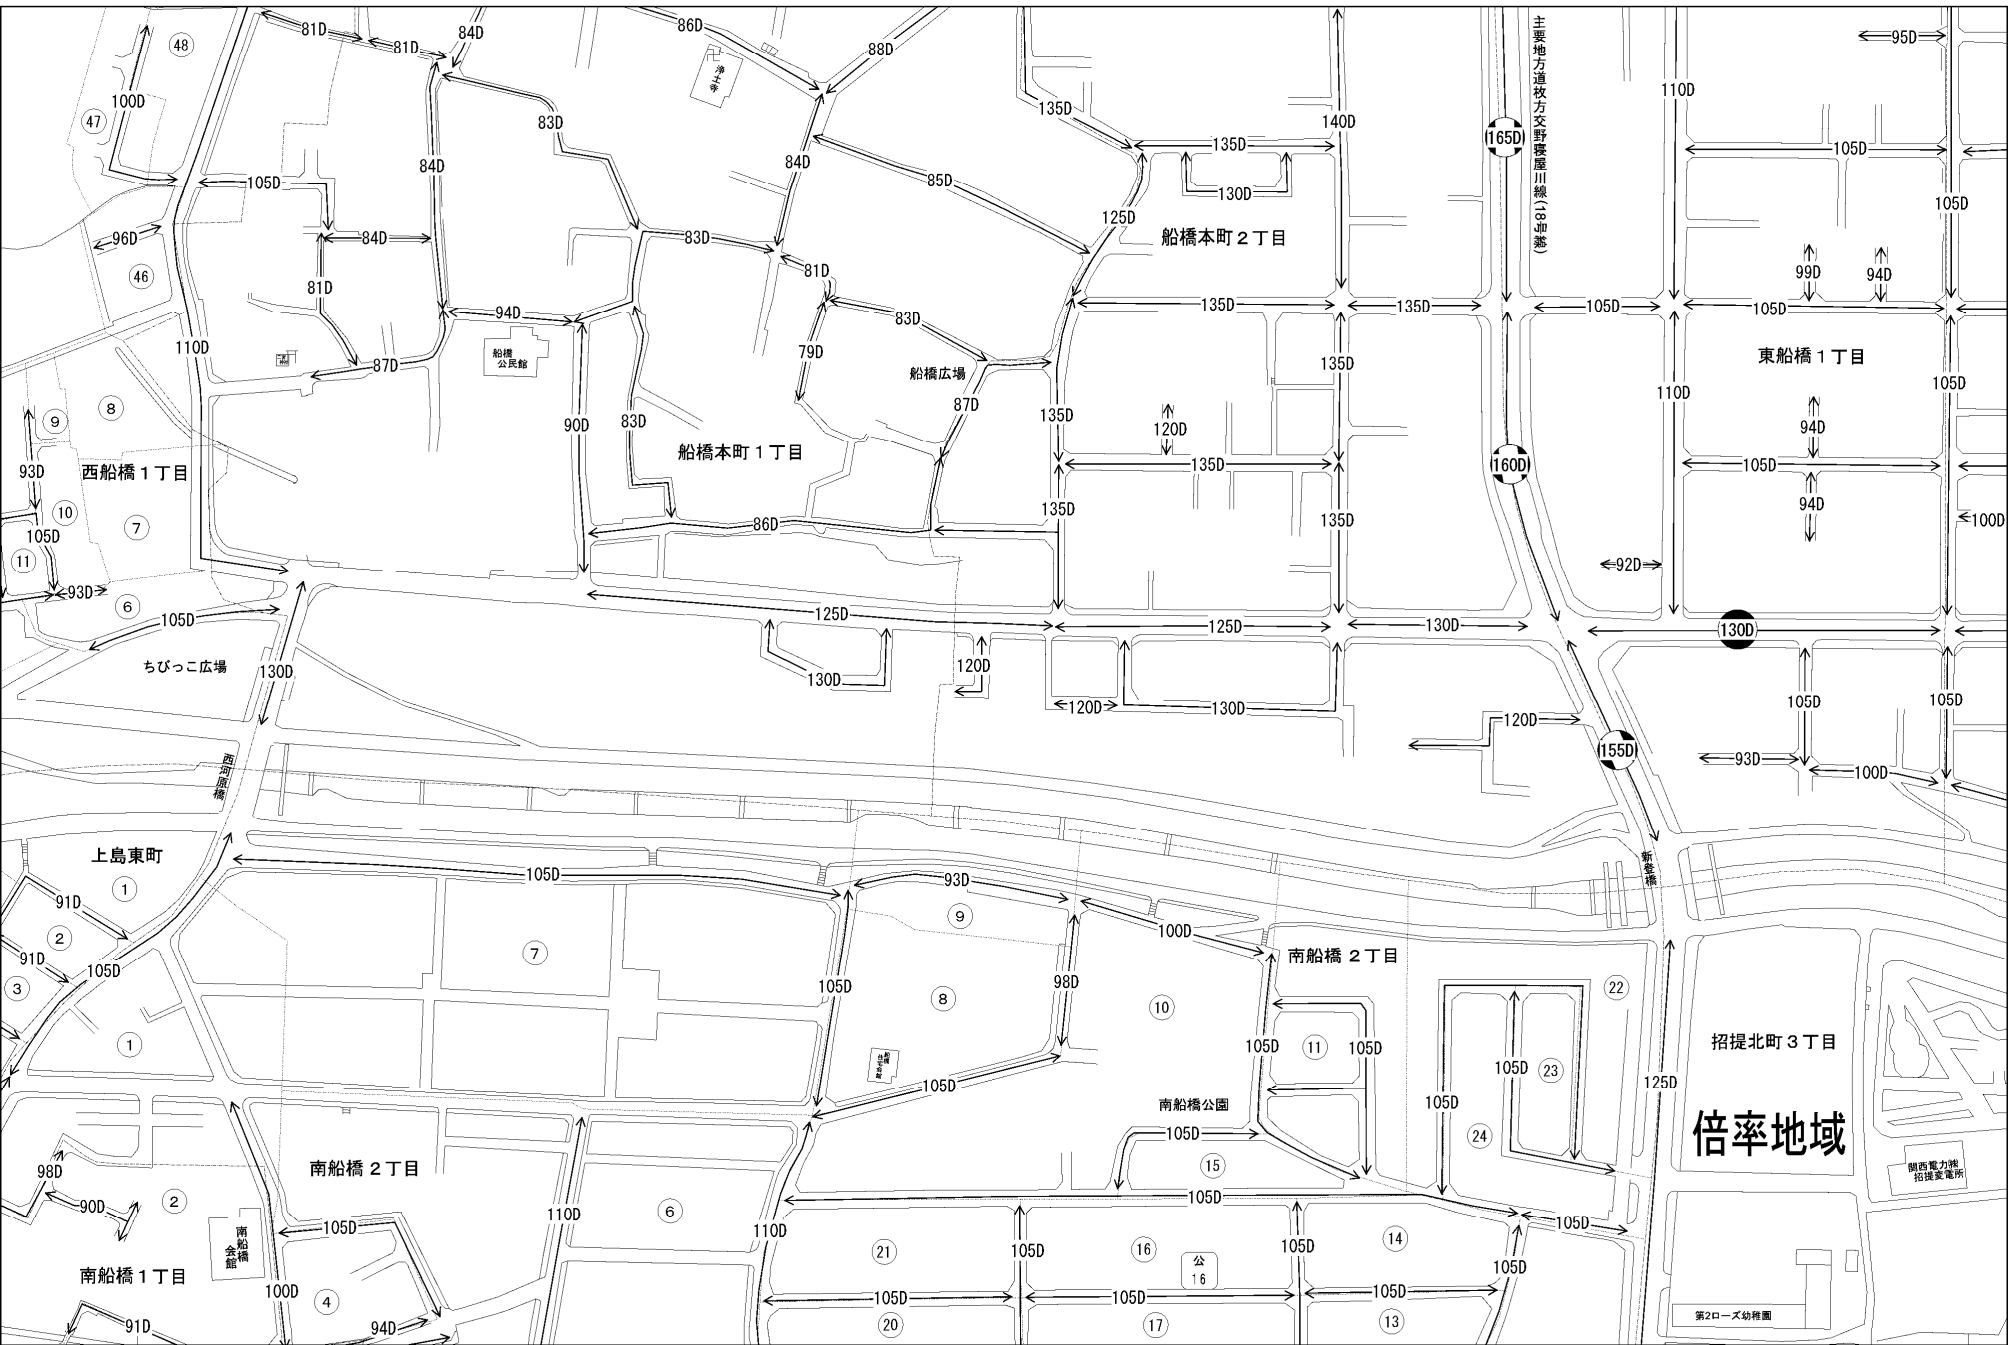 81D
81D
84D
86D
88D
95D
主要地方道枚方交野寝屋川線(18号線)
48
浄土寺
100D
110D
47
135D
140D
83D
165D
135D
105D
84D
84D
85D
130D
105D
105D
125D
96D
84D
83D
船橋本町2丁目
46
81D
81D
99D
94D
135D
135D
105D
105D
94D
83D
110D
船橋
公民館
79D
87D
135D
東船橋1丁目
船橋広場
105D
8
9
87D
110D
90D
83D
135D
120D
94D
西船橋1丁目
93D
船橋本町1丁目
135D
160D
105D
10
7
135D
135D
94D
100D
86D
105D
11
92D
93D
6
105D
125D
125D
130D
130D
ちびっこ広場
130D
130D
120D
120D
130D
120D
105D
105D
155D
93D
100D
西河原橋
上島東町
新登橋
105D
1
91D
93D
9
2
100D
91D
105D
7
南船橋2丁目
3
105D
98D
8
10
22
1
11
105D
105D
招提北町3丁目
船橋
住宅会館
105D
105D
23
125D
105D
南船橋公園
倍率地域
105D
24
98D
南船橋2丁目
15
関西電力㈱
招提変電所
90D
2
105D
6
105D
110D
110D
105D
105D
南船橋
会館
21
105D
16
105D
14
公
16
105D
南船橋1丁目
100D
4
105D
105D
105D
91D
94D
20
17
13
第2ローズ幼稚園